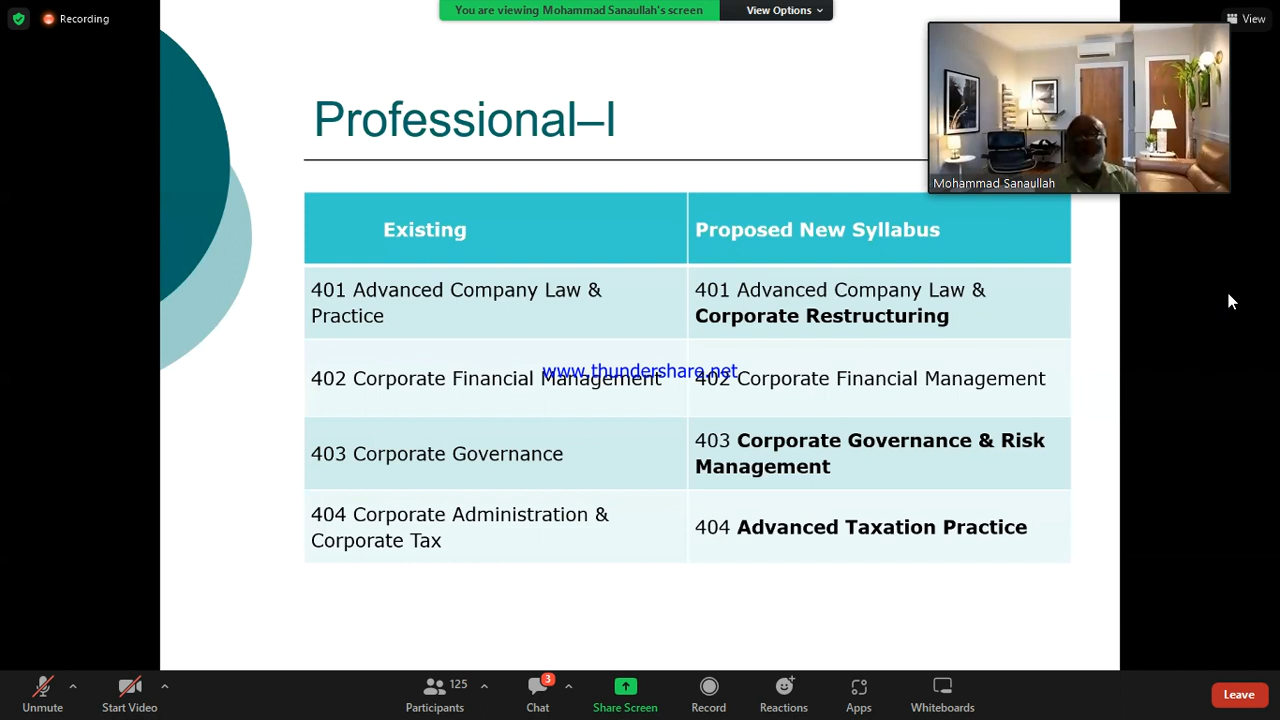 Recording
You are viewing Mohammad Sanaullah's screen
View Options
View
Professional–I
Mohammad Sanaullah
Existing
Proposed New Syllabus
401 Advanced Company Law &
Practice
401 Advanced Company Law &
Corporate Restructuring
402 Corporate Financial Management
402 Corporate Financial Management
www.thundershare.net
403 Corporate Governance
403 Corporate Governance & Risk
Management
404 Corporate Administration &
Corporate Tax
404 Advanced Taxation Practice
Unmute
Start Video
125
Participants
3
Chat
Share Screen
Record
Reactions
Apps
Whiteboards
Leave